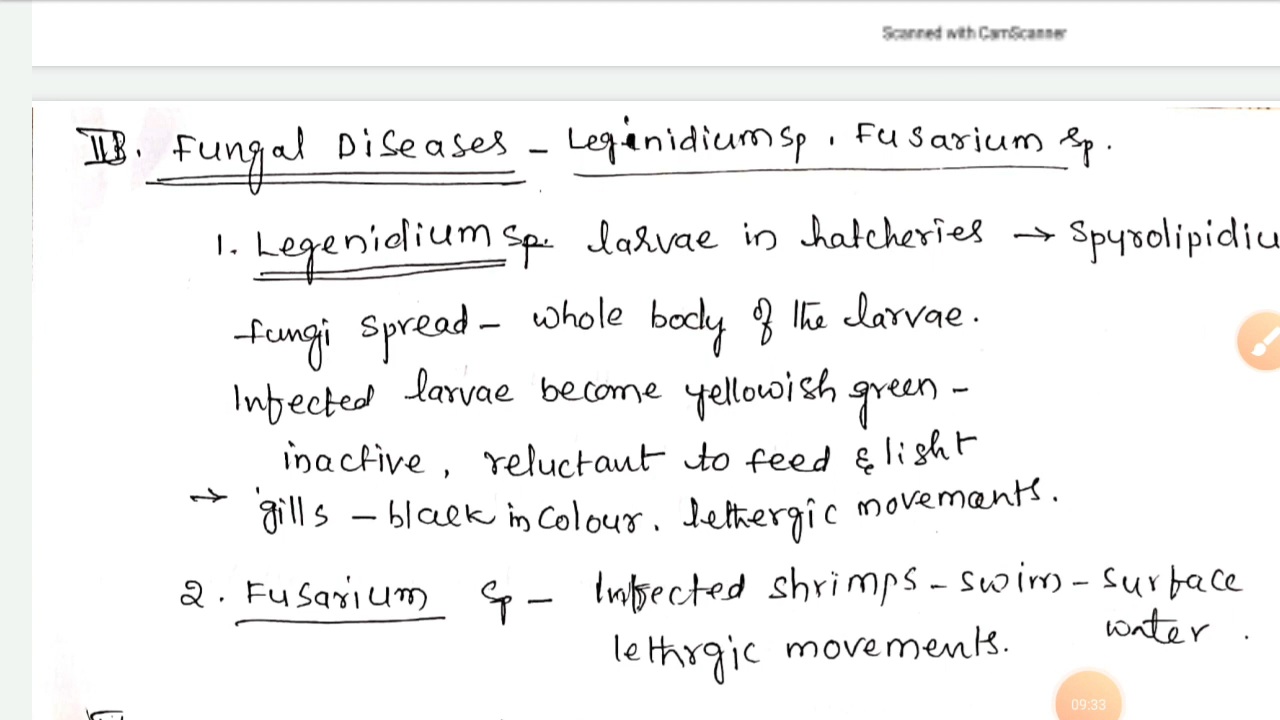 Scanned with CamScanner
IIB. Fungal Diseases - Leginidium sp, Fusarium sp.
1. Legenidium sp. larvae in hatcheries → Spyrolipidiu
fungi spread - whole body of the larvae.
Infected larvae become yellowish green -
inactive, reluctant to feed & light
→ gills - black in colour. lethergic movements.
2. Fusarium sp - Infected shrimps - swim - surface
water.
lethrgic movements.
09:33